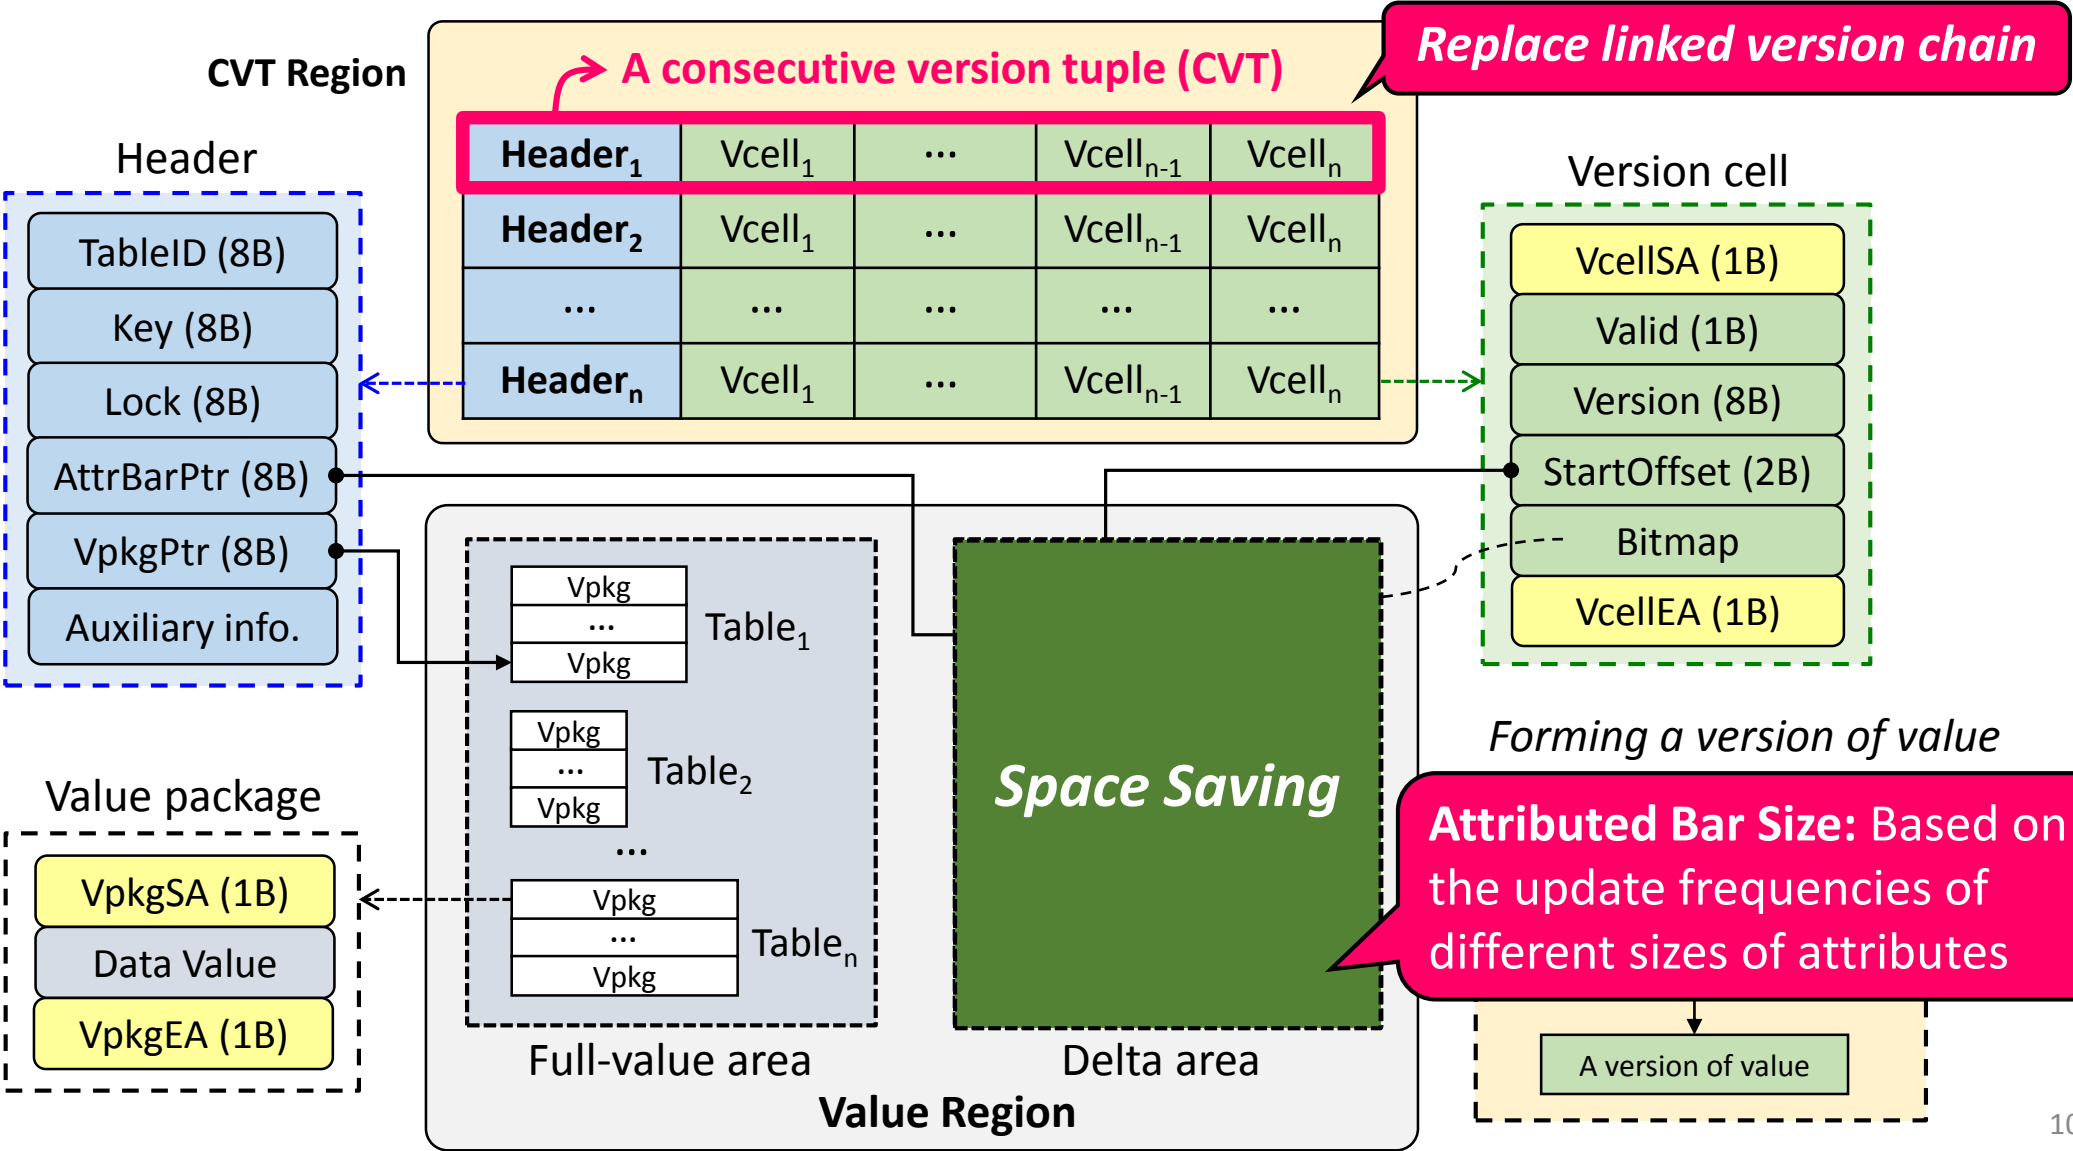 Replace linked version chain
CVT Region
A consecutive version tuple (CVT)
Header1 Vcell1 ... Vcelln-1 Vcelln
Header2 Vcell1 ... Vcelln-1 Vcelln
... ... ... ... ...
Headern Vcell1 ... Vcelln-1 Vcelln
Header
TableID (8B)
Key (8B)
Lock (8B)
AttrBarPtr (8B)
VpkgPtr (8B)
Auxiliary info.
Version cell
VcellSA (1B)
Valid (1B)
Version (8B)
StartOffset (2B)
Bitmap
VcellEA (1B)
Vpkg
...
Vpkg
Table1
Vpkg
...
Vpkg
Table2
...
Vpkg
...
Vpkg
Tablen
Full-value area
Space Saving
Delta area
Value Region
Value package
VpkgSA (1B)
Data Value
VpkgEA (1B)
Forming a version of value
Attributed Bar Size: Based on
the update frequencies of
different sizes of attributes
A version of value